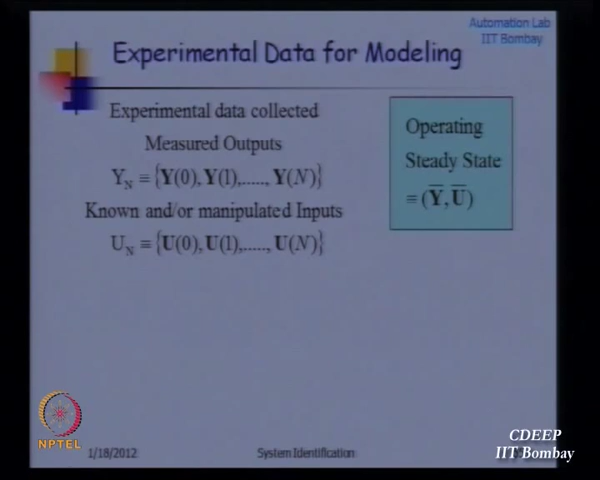 Automation Lab
IIT Bombay
Experimental Data for Modeling
Experimental data collected
Measured Outputs
Y_N ≡ {Y(0), Y(1),....., Y(N)}
Known and/or manipulated Inputs
U_N ≡ {U(0), U(1),....., U(N)}
Operating
Steady State
≡ (Y̅, U̅)
NPTEL
1/18/2012
System Identification
CDEEP
IIT Bombay